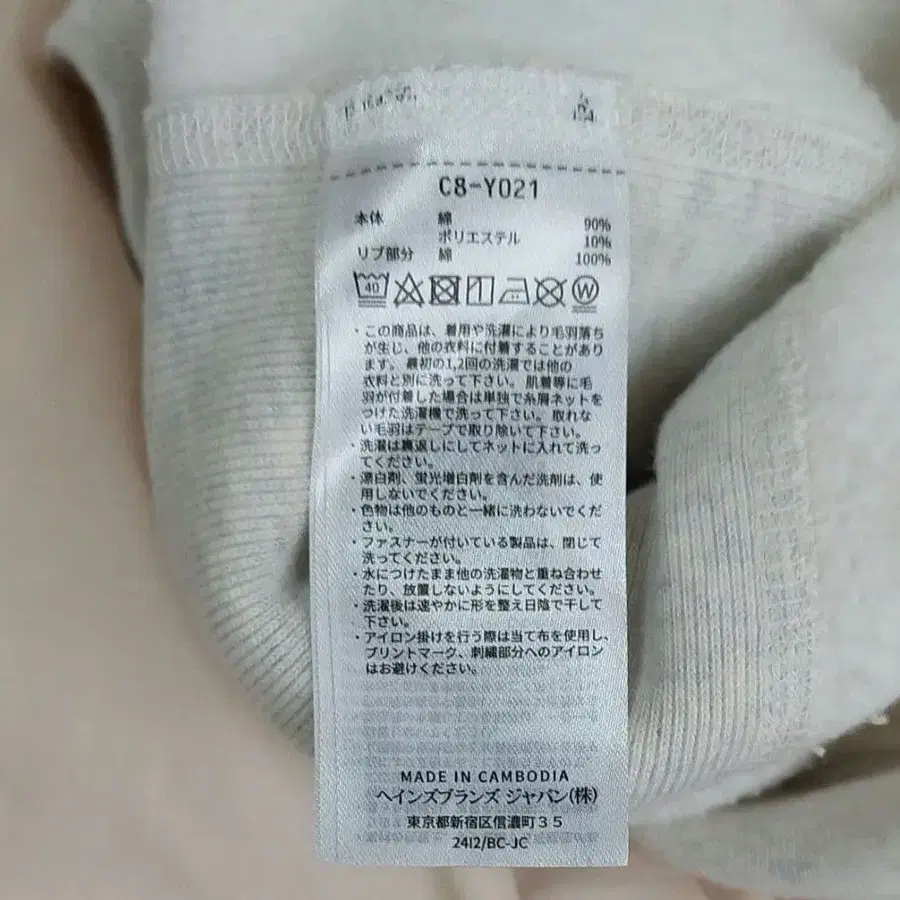 C8-Y021
本体 綿 90%
ポリエステル 10%
リブ部分 綿 100%
40 W
・この商品は、着用や洗濯により毛羽落ち
が生じ、他の衣料に付着することがあり
ます。最初の1,2回の洗濯では他の
衣料と別に洗って下さい。肌着等に毛
羽が付着した場合は単独で糸屑ネットを
つけた洗濯機で洗って下さい。取れな
い毛羽はテープで取り除いて下さい。
・洗濯は裏返しにしてネットに入れて洗っ
てください。
・漂白剤、蛍光増白剤を含んだ洗剤は、使
用しないでください。
・色物は他のものと一緒に洗わないでくだ
さい。
・ファスナーが付いている製品は、閉じて
洗ってください。
・水につけたまま他の洗濯物と重ね合わせ
たり、放置しないようにしてください。
・洗濯後は速やかに形を整え日陰で干して
下さい。
・アイロン掛けを行う際は当て布を使用し、
プリントマーク、刺繍部分へのアイロン
はお避けください。
MADE IN CAMBODIA
ヘインズブランズ ジャパン(株)
東京都新宿区信濃町35
2412/BC-JC